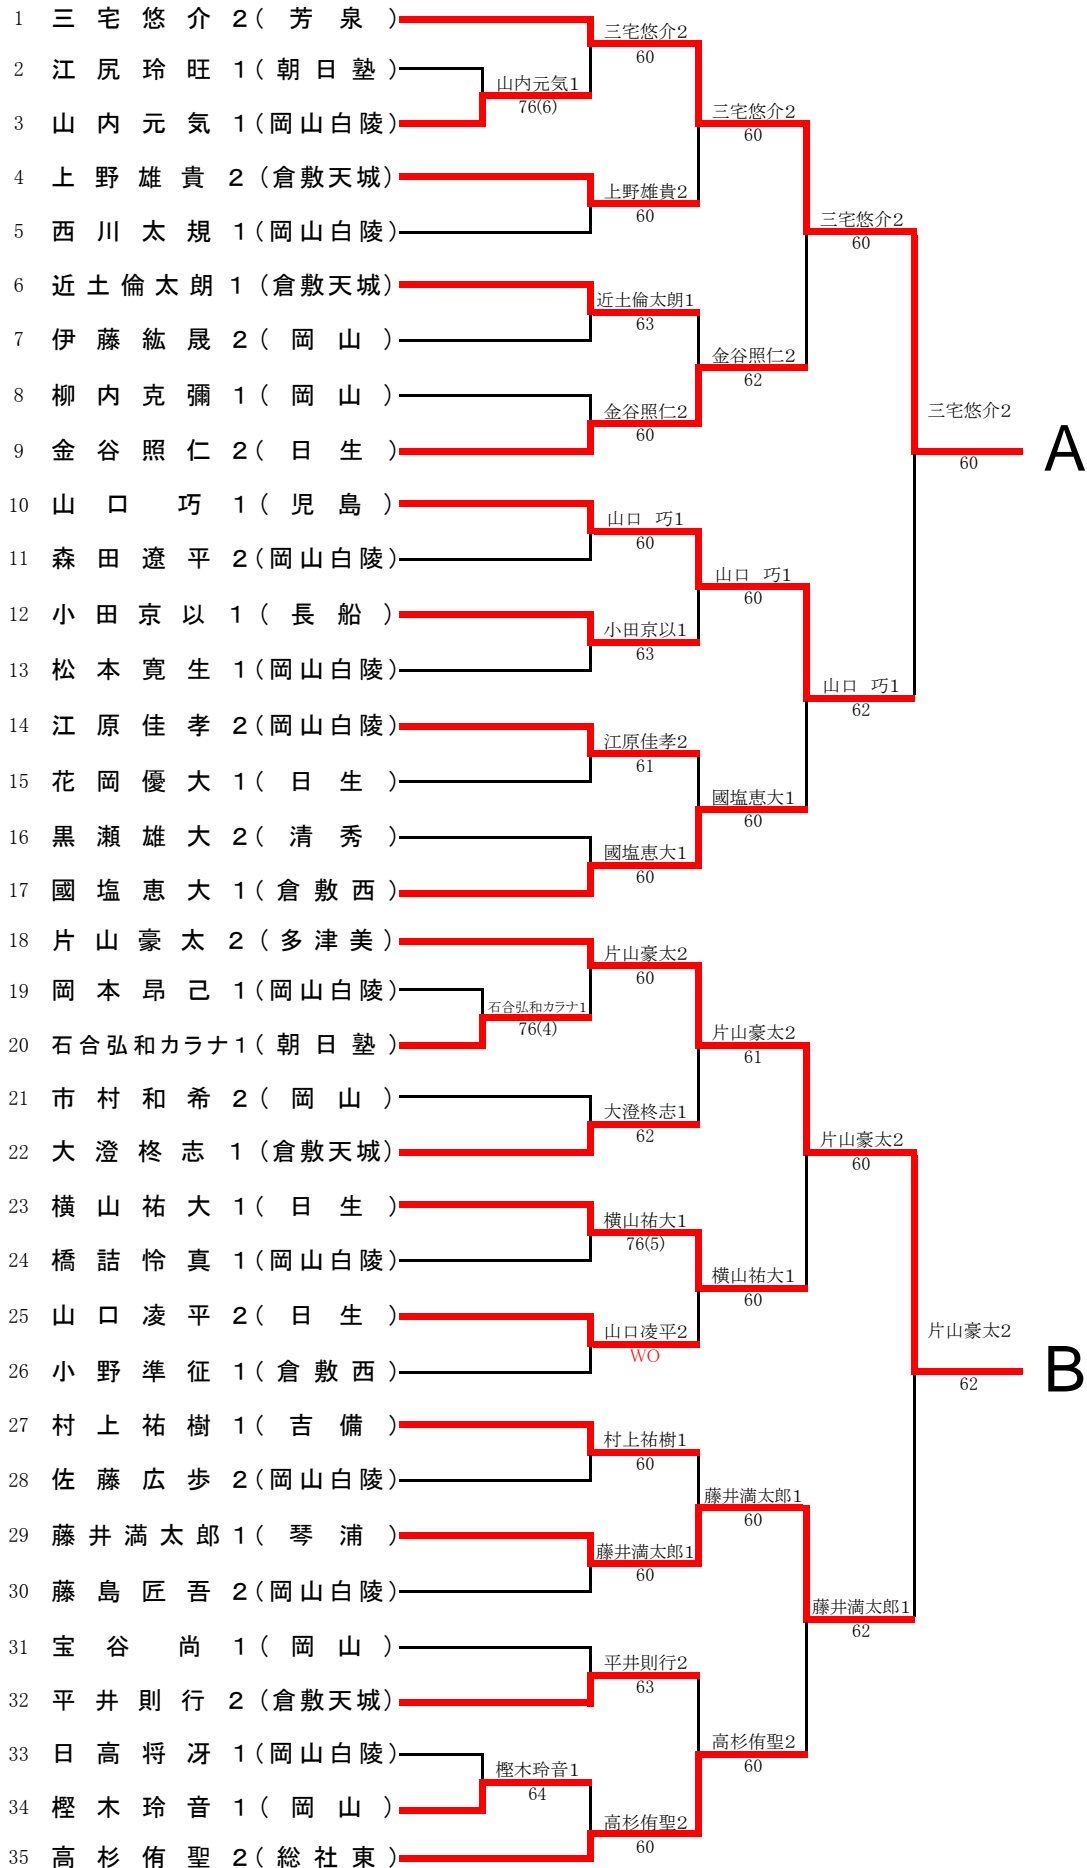 1 三宅悠介 2(芳泉)
2 江尻玲旺 1(朝日塾)
3 山内元気 1(岡山白陵)
4 上野雄貴 2(倉敷天城)
5 西川太規 1(岡山白陵)
6 近土倫太朗 1(倉敷天城)
7 伊藤紘晟 2(岡山)
8 柳内克彌 1(岡山)
9 金谷照仁 2(日生)
10 山口巧 1(児島)
11 森田遼平 2(岡山白陵)
12 小田京以 1(長船)
13 松本寛生 1(岡山白陵)
14 江原佳孝 2(岡山白陵)
15 花岡優大 1(日生)
16 黒瀬雄大 2(清秀)
17 國塩恵大 1(倉敷西)
18 片山豪太 2(多津美)
19 岡本昂己 1(岡山白陵)
20 石合弘和カラナ 1(朝日塾)
21 市村和希 2(岡山)
22 大澄柊志 1(倉敷天城)
23 横山祐大 1(日生)
24 橋詰怜真 1(岡山白陵)
25 山口凌平 2(日生)
26 小野準征 1(倉敷西)
27 村上祐樹 1(吉備)
28 佐藤広歩 2(岡山白陵)
29 藤井満太郎 1(琴浦)
30 藤島匠吾 2(岡山白陵)
31 宝谷尚 1(岡山)
32 平井則行 2(倉敷天城)
33 日高将冴 1(岡山白陵)
34 樫木玲音 1(岡山)
35 高杉侑聖 2(総社東)
山内元気1
76(6)
石合弘和カラナ1
76(4)
樫木玲音1
64
三宅悠介2
60
上野雄貴2
60
近土倫太朗1
63
金谷照仁2
60
山口 巧1
60
小田京以1
63
江原佳孝2
61
國塩恵大1
60
片山豪太2
60
大澄柊志1
62
横山祐大1
76(5)
山口凌平2
WO
村上祐樹1
60
藤井満太郎1
60
平井則行2
63
高杉侑聖2
60
三宅悠介2
60
金谷照仁2
62
山口 巧1
60
國塩恵大1
60
片山豪太2
61
横山祐大1
60
藤井満太郎1
60
高杉侑聖2
60
三宅悠介2
60
山口 巧1
62
片山豪太2
60
藤井満太郎1
62
三宅悠介2
60
A
片山豪太2
62
B